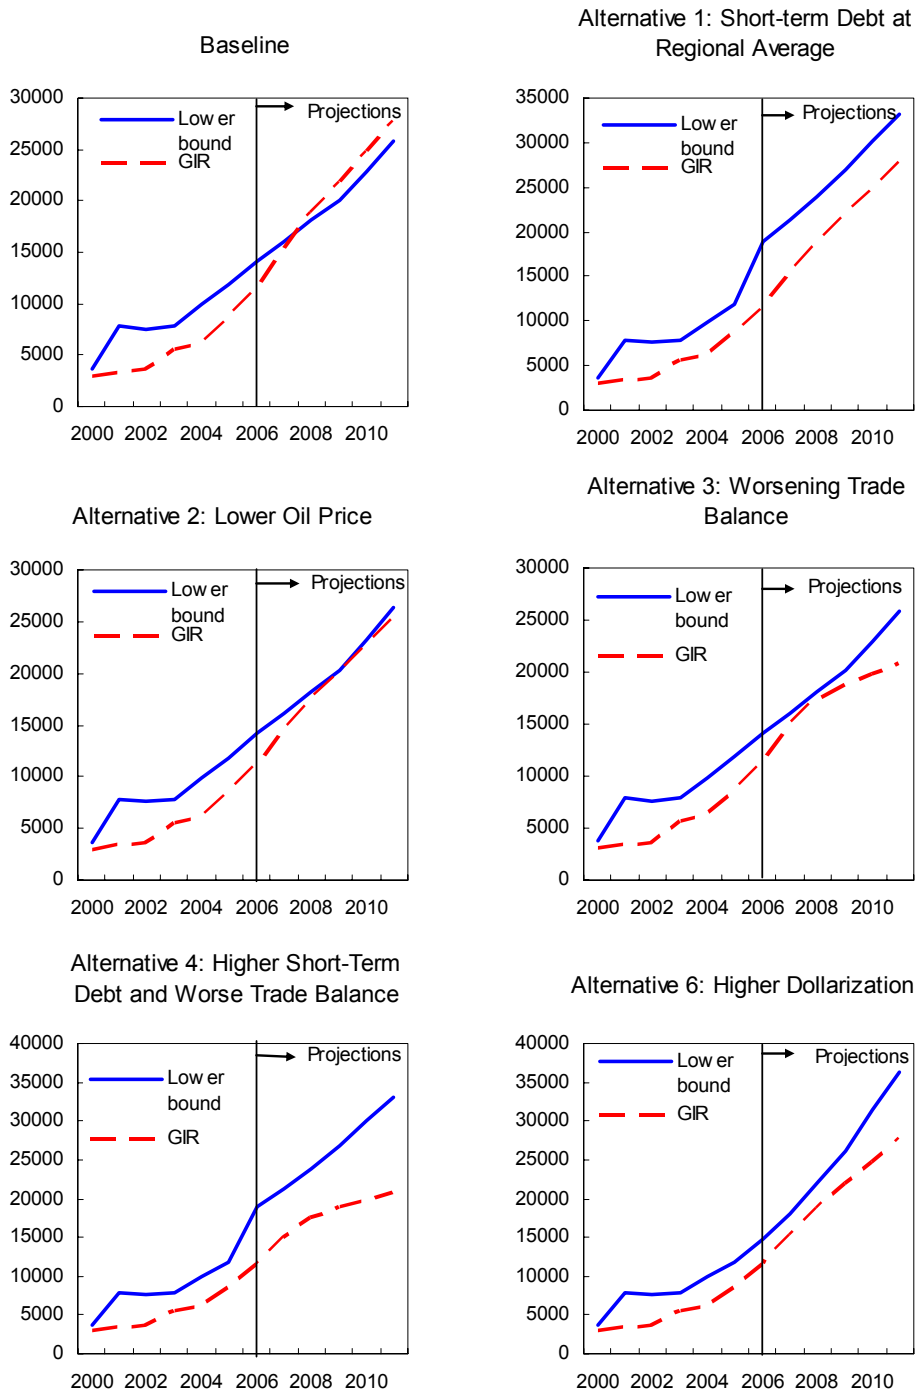 Baseline
30000
25000
20000
15000
10000
5000
0
Low er
bound
GIR
Projections
2000 2002 2004 2006 2008 2010
Alternative 1: Short-term Debt at
Regional Average
35000
30000
25000
20000
15000
10000
5000
0
Low er
bound
GIR
Projections
2000 2002 2004 2006 2008 2010
Alternative 2: Lower Oil Price
30000
25000
20000
15000
10000
5000
0
Low er
bound
GIR
Projections
2000 2002 2004 2006 2008 2010
Alternative 3: Worsening Trade
Balance
30000
25000
20000
15000
10000
5000
0
Low er
bound
GIR
Projections
2000 2002 2004 2006 2008 2010
Alternative 4: Higher Short-Term
Debt and Worse Trade Balance
40000
35000
30000
25000
20000
15000
10000
5000
0
Low er
bound
GIR
Projections
2000 2002 2004 2006 2008 2010
Alternative 6: Higher Dollarization
40000
35000
30000
25000
20000
15000
10000
5000
0
Low er
bound
GIR
Projections
2000 2002 2004 2006 2008 2010